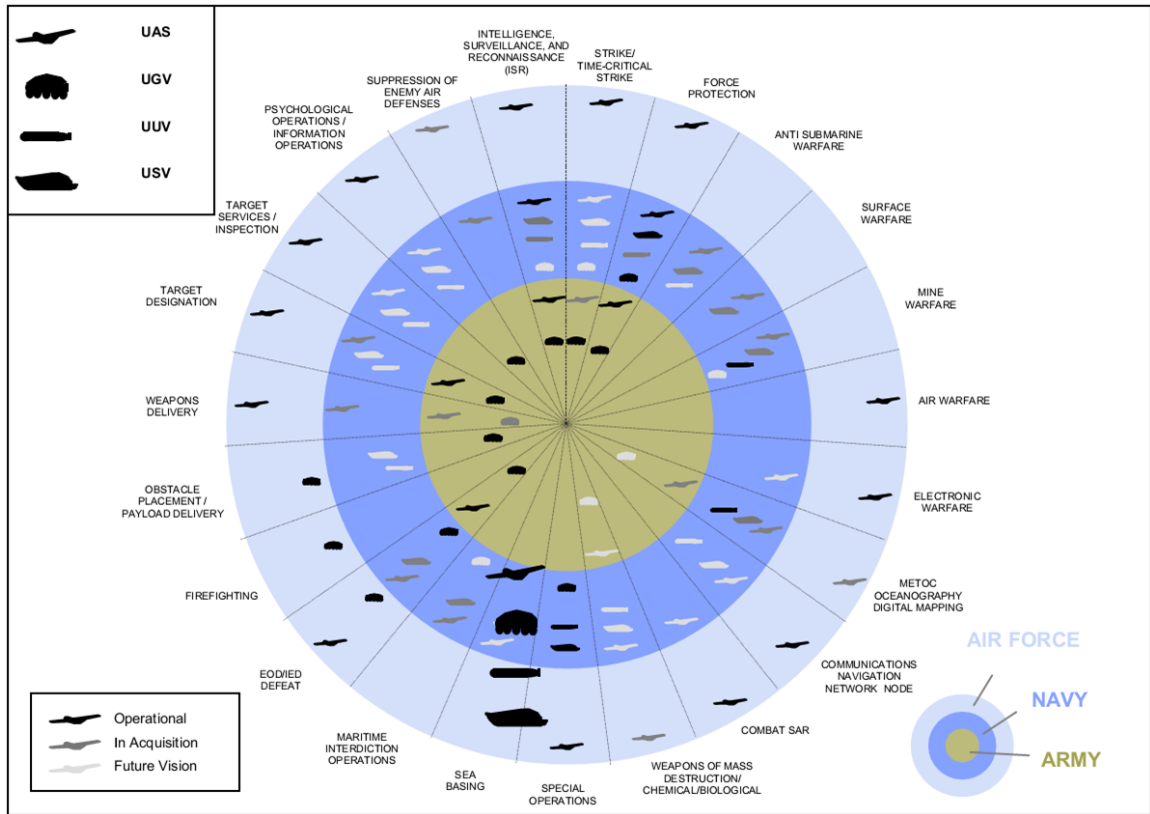 UAS
UGV
UUV
USV
INTELLIGENCE,
SURVEILLANCE, AND
RECONNAISSANCE
(ISR)
STRIKE/
TIME-CRITICAL
STRIKE
FORCE
PROTECTION
ANTI SUBMARINE
WARFARE
SURFACE
WARFARE
MINE
WARFARE
AIR WARFARE
ELECTRONIC
WARFARE
METOC
OCEANOGRAPHY
DIGITAL MAPPING
COMMUNICATIONS
NAVIGATION
NETWORK NODE
COMBAT SAR
WEAPONS OF MASS
DESTRUCTION/
CHEMICAL/BIOLOGICAL
SPECIAL
OPERATIONS
SEA
BASING
MARITIME
INTERDICTION
OPERATIONS
EOD/IED
DEFEAT
FIREFIGHTING
OBSTACLE
PLACEMENT /
PAYLOAD DELIVERY
WEAPONS
DELIVERY
TARGET
DESIGNATION
TARGET
SERVICES /
INSPECTION
PSYCHOLOGICAL
OPERATIONS /
INFORMATION
OPERATIONS
SUPPRESSION OF
ENEMY AIR
DEFENSES
Operational
In Acquisition
Future Vision
AIR FORCE
NAVY
ARMY